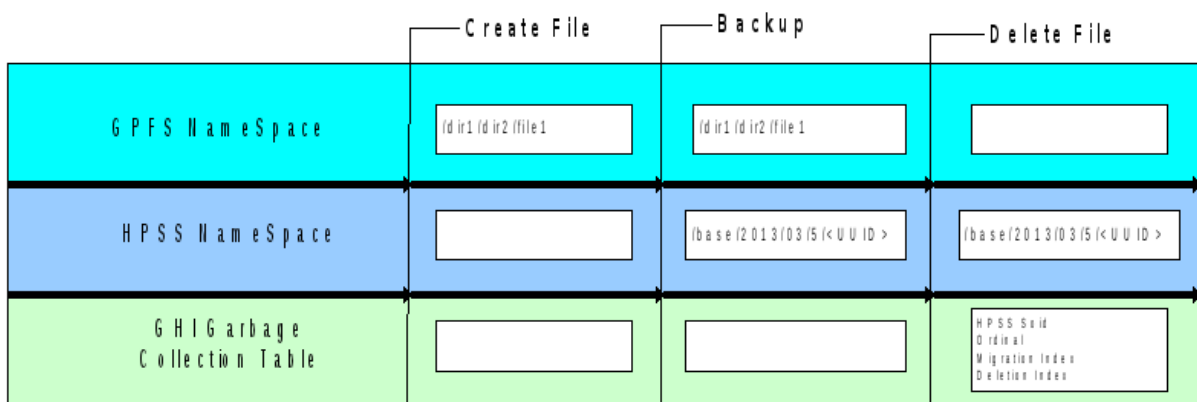 Create File
Backup
Delete File
GPFS NameSpace
/dir1/dir2/file1
/dir1/dir2/file1
HPSS NameSpace
/base/2013/03/5/<UUID>
/base/2013/03/5/<UUID>
GHI Garbage
Collection Table
HPSS Soid
Ordinal
Migration Index
Deletion Index